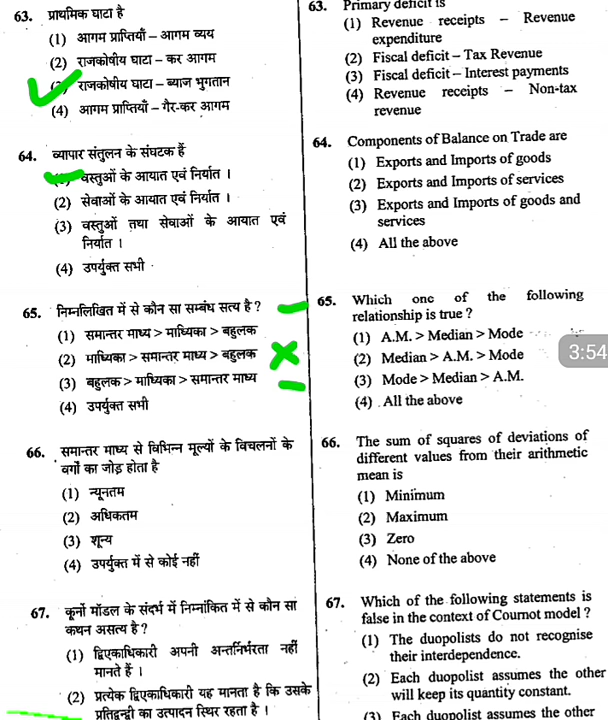 63. प्राथमिक घाटा है
(1) आगम प्राप्तियाँ – आगम व्यय
(2) राजकोषीय घाटा – कर आगम
राजकोषीय घाटा – ब्याज भुगतान
(4) आगम प्राप्तियाँ – गैर-कर आगम
64. व्यापार संतुलन के संघटक हैं
वस्तुओं के आयात एवं निर्यात ।
(2) सेवाओं के आयात एवं निर्यात ।
(3) वस्तुओं तथा सेवाओं के आयात एवं
निर्यात ।
(4) उपर्युक्त सभी
65. निम्नलिखित में से कौन सा सम्बंध सत्य है ?
(1) समान्तर माध्य > माध्यिका > बहुलक
(2) माध्यिका > समान्तर माध्य > बहुलक
(3) बहुलक > माध्यिका > समान्तर माध्य
(4) उपर्युक्त सभी
66. समान्तर माध्य से विभिन्न मूल्यों के विचलनों के
वर्गों का जोड़ होता है
(1) न्यूनतम
(2) अधिकतम
(3) शून्य
(4) उपर्युक्त में से कोई नहीं
67. कूर्नो मॉडल के संदर्भ में निम्नांकित में से कौन सा
कथन असत्य है ?
(1) द्विएकाधिकारी अपनी अन्तर्निर्भरता नहीं
मानते हैं ।
(2) प्रत्येक द्विएकाधिकारी यह मानता है कि उसके
प्रतिद्वन्द्वी का उत्पादन स्थिर रहता है ।
63. Primary deficit is
(1) Revenue receipts – Revenue
expenditure
(2) Fiscal deficit – Tax Revenue
(3) Fiscal deficit – Interest payments
(4) Revenue receipts – Non-tax
revenue
64. Components of Balance on Trade are
(1) Exports and Imports of goods
(2) Exports and Imports of services
(3) Exports and Imports of goods and
services
(4) All the above
65. Which one of the following
relationship is true ?
(1) A.M. > Median > Mode
(2) Median > A.M. > Mode
(3) Mode > Median > A.M.
(4) All the above
66. The sum of squares of deviations of
different values from their arithmetic
mean is
(1) Minimum
(2) Maximum
(3) Zero
(4) None of the above
67. Which of the following statements is
false in the context of Cournot model ?
(1) The duopolists do not recognise
their interdependence.
(2) Each duopolist assumes the other
will keep its quantity constant.
(3) Each duopolist assumes the other
3:54